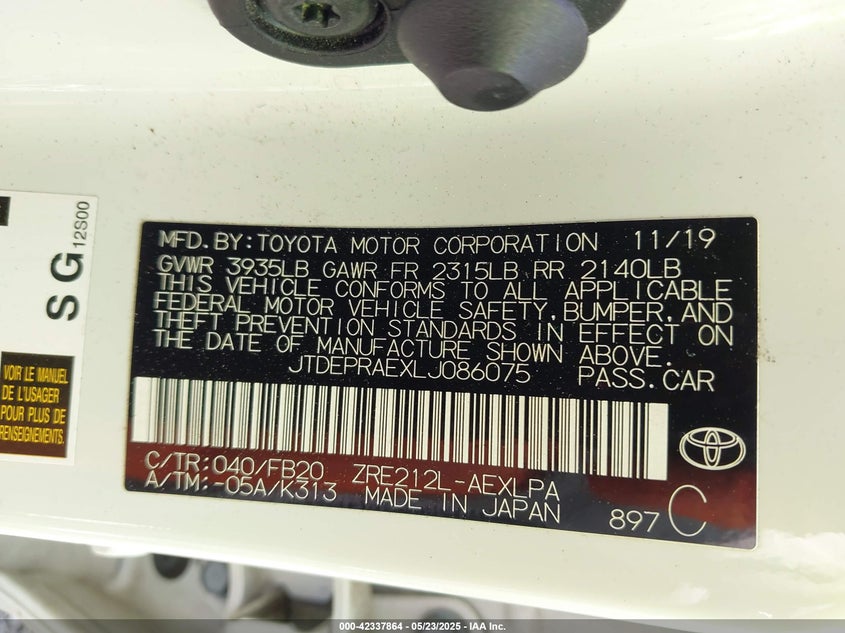 MFD.BY:TOYOTA MOTOR CORPORATION 11/19
GVWR 3935LB GAWR FR 2315LB RR 2140LB
THIS VEHICLE CONFORMS TO ALL APPLICABLE
FEDERAL MOTOR VEHICLE SAFETY, BUMPER, AND
THEFT PREVENTION STANDARDS IN EFFECT ON
THE DATE OF MANUFACTURE SHOWN ABOVE.
JTDEPRAEXLJ086075 PASS.CAR
C/TR:040/FB20 ZRE212L-AEXLPA
A/TM:-05A/K313 MADE IN JAPAN 897 C
SG
12S00
VOIR LE MANUEL
DE L'USAGER
POUR PLUS DE
RENSEIGNEMENTS.
000-42337864 - 05/23/2025 - IAA Inc.